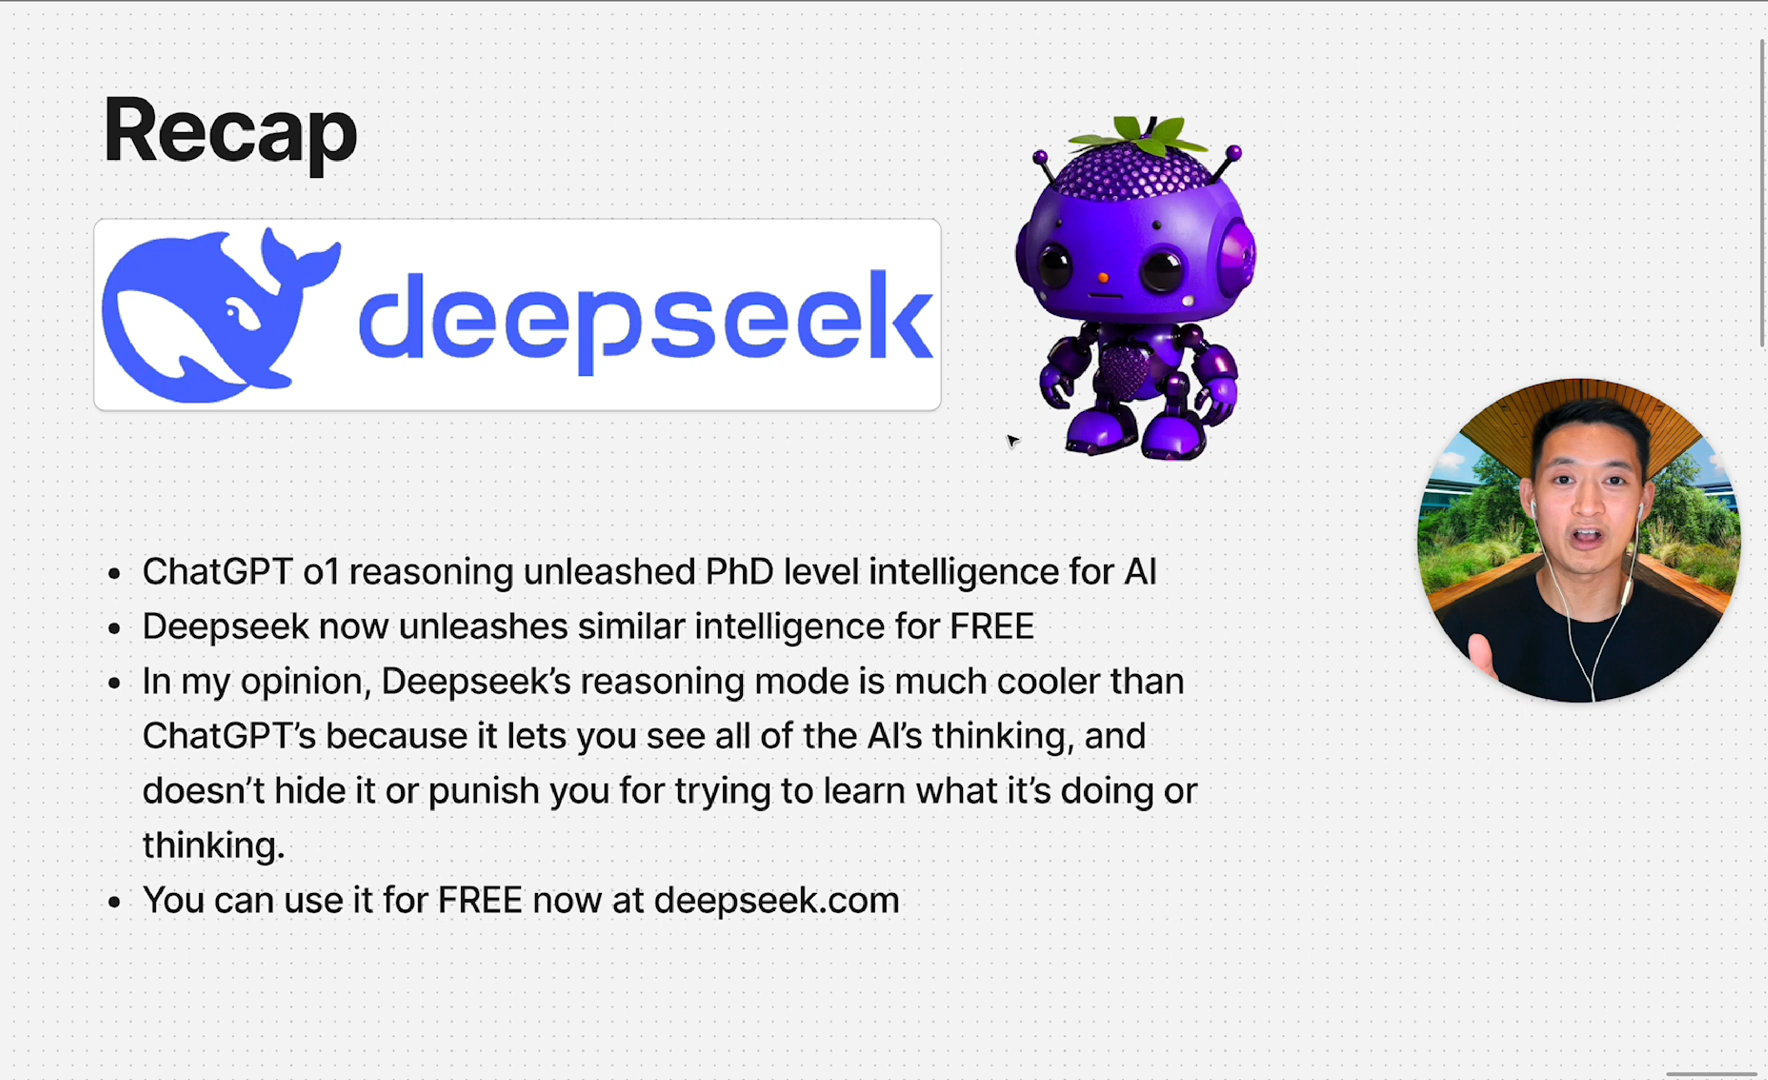 Recap
deepseek
• ChatGPT o1 reasoning unleashed PhD level intelligence for AI
• Deepseek now unleashes similar intelligence for FREE
• In my opinion, Deepseek’s reasoning mode is much cooler than
ChatGPT’s because it lets you see all of the AI’s thinking, and
doesn’t hide it or punish you for trying to learn what it’s doing or
thinking.
• You can use it for FREE now at deepseek.com